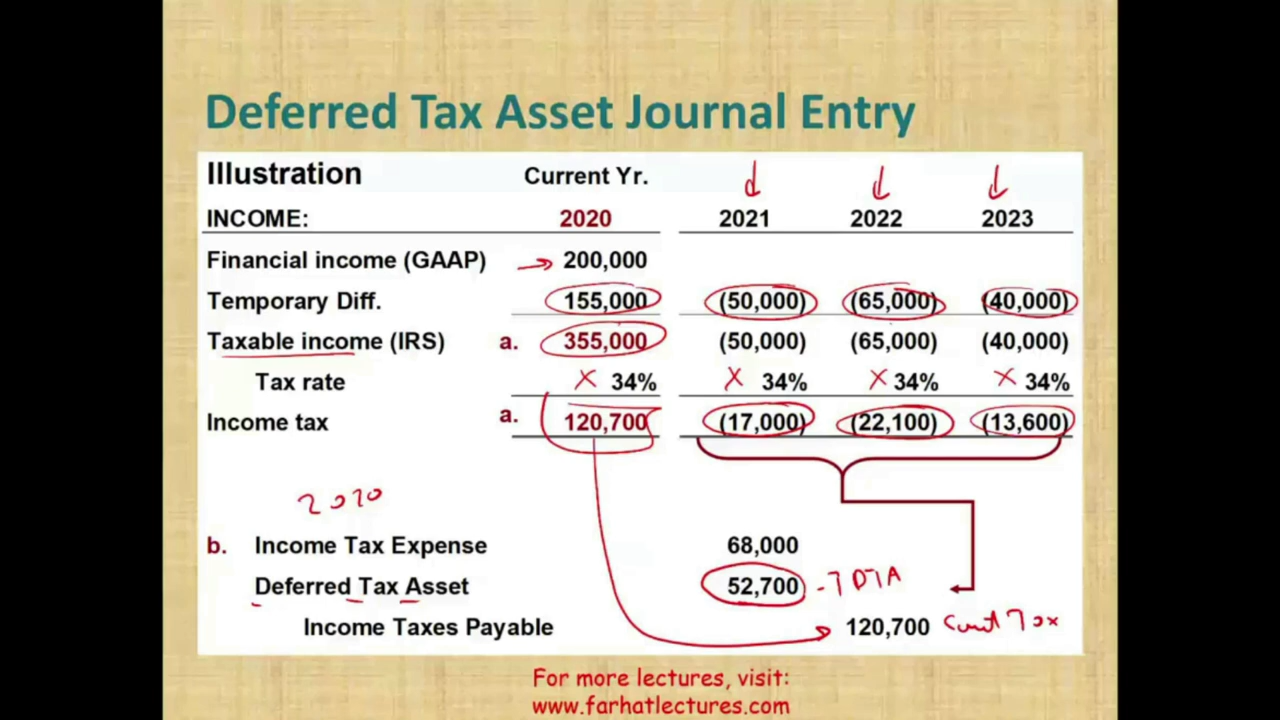 Deferred Tax Asset Journal Entry
Illustration Current Yr.
INCOME: 2020 2021 2022 2023
Financial income (GAAP) 200,000
Temporary Diff. 155,000 (50,000) (65,000) (40,000)
Taxable income (IRS) a. 355,000 (50,000) (65,000) (40,000)
Tax rate 34% 34% 34% 34%
Income tax a. 120,700 (17,000) (22,100) (13,600)
2020
b. Income Tax Expense 68,000
Deferred Tax Asset 52,700 DTA
Income Taxes Payable 120,700 Tax
For more lectures, visit:
www.farhatlectures.com